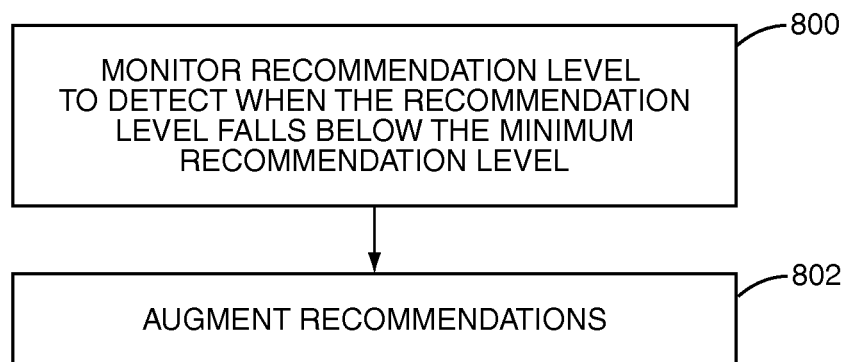 800
MONITOR RECOMMENDATION LEVEL
TO DETECT WHEN THE RECOMMENDATION
LEVEL FALLS BELOW THE MINIMUM
RECOMMENDATION LEVEL
802
AUGMENT RECOMMENDATIONS